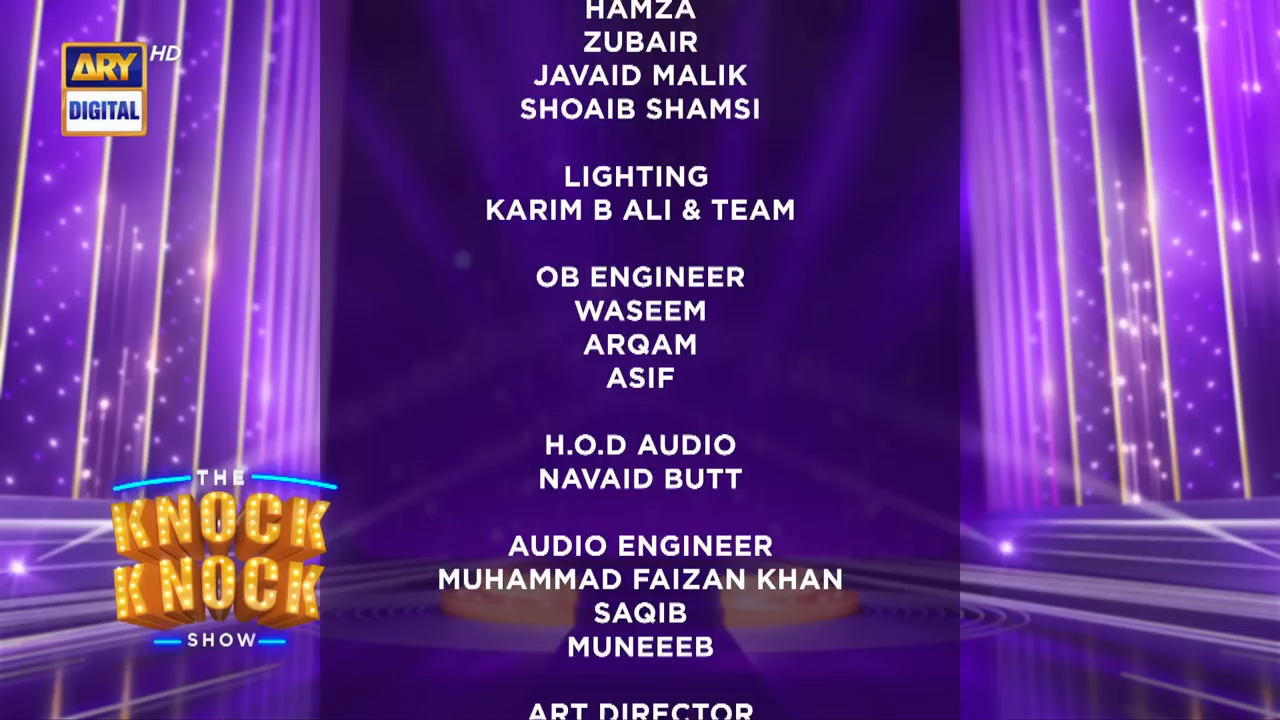 ARY HD
DIGITAL
HAMZA
ZUBAIR
JAVAID MALIK
SHOAIB SHAMSI
LIGHTING
KARIM B ALI & TEAM
OB ENGINEER
WASEEM
ARQAM
ASIF
H.O.D AUDIO
NAVAID BUTT
AUDIO ENGINEER
MUHAMMAD FAIZAN KHAN
SAQIB
MUNEEEB
ART DIRECTOR
THE
KNOCK
KNOCK
SHOW